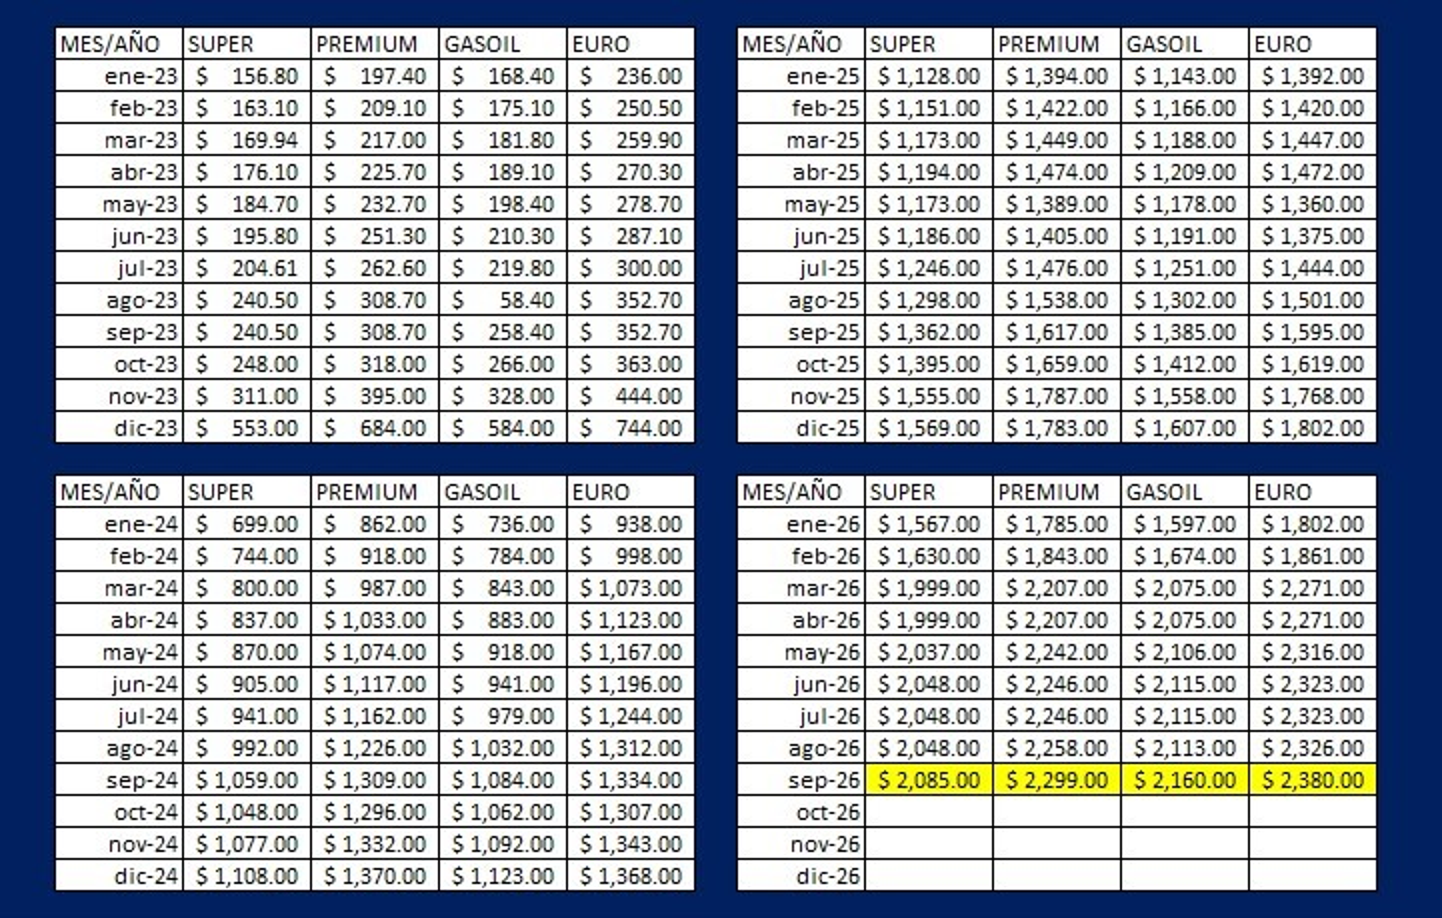 MES/AÑO SUPER PREMIUM GASOIL EURO
ene-23 $ 156.80 $ 197.40 $ 168.40 $ 236.00
feb-23 $ 163.10 $ 209.10 $ 175.10 $ 250.50
mar-23 $ 169.94 $ 217.00 $ 181.80 $ 259.90
abr-23 $ 176.10 $ 225.70 $ 189.10 $ 270.30
may-23 $ 184.70 $ 232.70 $ 198.40 $ 278.70
jun-23 $ 195.80 $ 251.30 $ 210.30 $ 287.10
jul-23 $ 204.61 $ 262.60 $ 219.80 $ 300.00
ago-23 $ 240.50 $ 308.70 $ 58.40 $ 352.70
sep-23 $ 240.50 $ 308.70 $ 258.40 $ 352.70
oct-23 $ 248.00 $ 318.00 $ 266.00 $ 363.00
nov-23 $ 311.00 $ 395.00 $ 328.00 $ 444.00
dic-23 $ 553.00 $ 684.00 $ 584.00 $ 744.00
MES/AÑO SUPER PREMIUM GASOIL EURO
ene-25 $ 1,128.00 $ 1,394.00 $ 1,143.00 $ 1,392.00
feb-25 $ 1,151.00 $ 1,422.00 $ 1,166.00 $ 1,420.00
mar-25 $ 1,173.00 $ 1,449.00 $ 1,188.00 $ 1,447.00
abr-25 $ 1,194.00 $ 1,474.00 $ 1,209.00 $ 1,472.00
may-25 $ 1,173.00 $ 1,389.00 $ 1,178.00 $ 1,360.00
jun-25 $ 1,186.00 $ 1,405.00 $ 1,191.00 $ 1,375.00
jul-25 $ 1,246.00 $ 1,476.00 $ 1,251.00 $ 1,444.00
ago-25 $ 1,298.00 $ 1,538.00 $ 1,302.00 $ 1,501.00
sep-25 $ 1,362.00 $ 1,617.00 $ 1,385.00 $ 1,595.00
oct-25 $ 1,395.00 $ 1,659.00 $ 1,412.00 $ 1,619.00
nov-25 $ 1,555.00 $ 1,787.00 $ 1,558.00 $ 1,768.00
dic-25 $ 1,569.00 $ 1,783.00 $ 1,607.00 $ 1,802.00
MES/AÑO SUPER PREMIUM GASOIL EURO
ene-24 $ 699.00 $ 862.00 $ 736.00 $ 938.00
feb-24 $ 744.00 $ 918.00 $ 784.00 $ 998.00
mar-24 $ 800.00 $ 987.00 $ 843.00 $ 1,073.00
abr-24 $ 837.00 $ 1,033.00 $ 883.00 $ 1,123.00
may-24 $ 870.00 $ 1,074.00 $ 918.00 $ 1,167.00
jun-24 $ 905.00 $ 1,117.00 $ 941.00 $ 1,196.00
jul-24 $ 941.00 $ 1,162.00 $ 979.00 $ 1,244.00
ago-24 $ 992.00 $ 1,226.00 $ 1,032.00 $ 1,312.00
sep-24 $ 1,059.00 $ 1,309.00 $ 1,084.00 $ 1,334.00
oct-24 $ 1,048.00 $ 1,296.00 $ 1,062.00 $ 1,307.00
nov-24 $ 1,077.00 $ 1,332.00 $ 1,092.00 $ 1,343.00
dic-24 $ 1,108.00 $ 1,370.00 $ 1,123.00 $ 1,368.00
MES/AÑO SUPER PREMIUM GASOIL EURO
ene-26 $ 1,567.00 $ 1,785.00 $ 1,597.00 $ 1,802.00
feb-26 $ 1,630.00 $ 1,843.00 $ 1,674.00 $ 1,861.00
mar-26 $ 1,999.00 $ 2,207.00 $ 2,075.00 $ 2,271.00
abr-26 $ 1,999.00 $ 2,207.00 $ 2,075.00 $ 2,271.00
may-26 $ 2,037.00 $ 2,242.00 $ 2,106.00 $ 2,316.00
jun-26 $ 2,048.00 $ 2,246.00 $ 2,115.00 $ 2,323.00
jul-26 $ 2,048.00 $ 2,246.00 $ 2,115.00 $ 2,323.00
ago-26 $ 2,048.00 $ 2,258.00 $ 2,113.00 $ 2,326.00
sep-26 $ 2,085.00 $ 2,299.00 $ 2,160.00 $ 2,380.00
oct-26
nov-26
dic-26